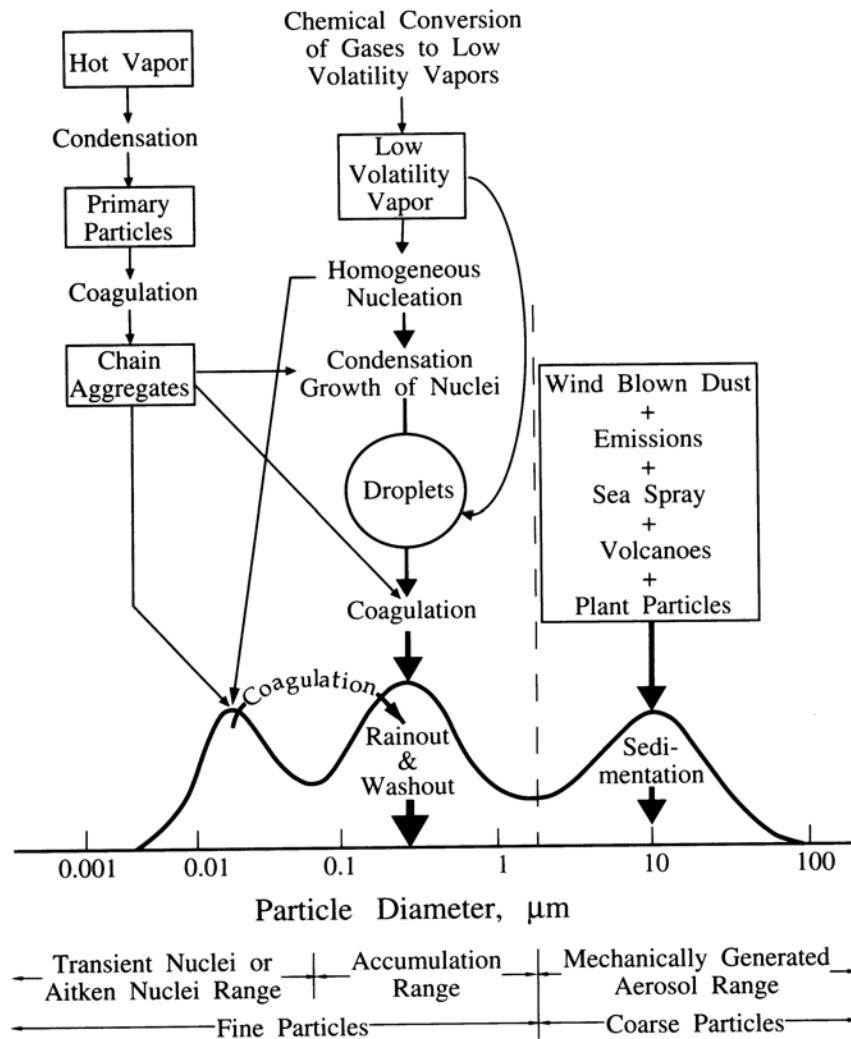 Hot Vapor
Condensation
Primary
Particles
Coagulation
Chain
Aggregates
Chemical Conversion
of Gases to Low
Volatility Vapors
Low
Volatility
Vapor
Homogeneous
Nucleation
Condensation
Growth of Nuclei
Droplets
Coagulation
Wind Blown Dust
+
Emissions
+
Sea Spray
+
Volcanoes
+
Plant Particles
Coagulation
Rainout
&
Washout
Sedi-
mentation
0.001 0.01 0.1 1 10 100
Particle Diameter, μm
Transient Nuclei or
Aitken Nuclei Range
Accumulation
Range
Mechanically Generated
Aerosol Range
Fine Particles
Coarse Particles